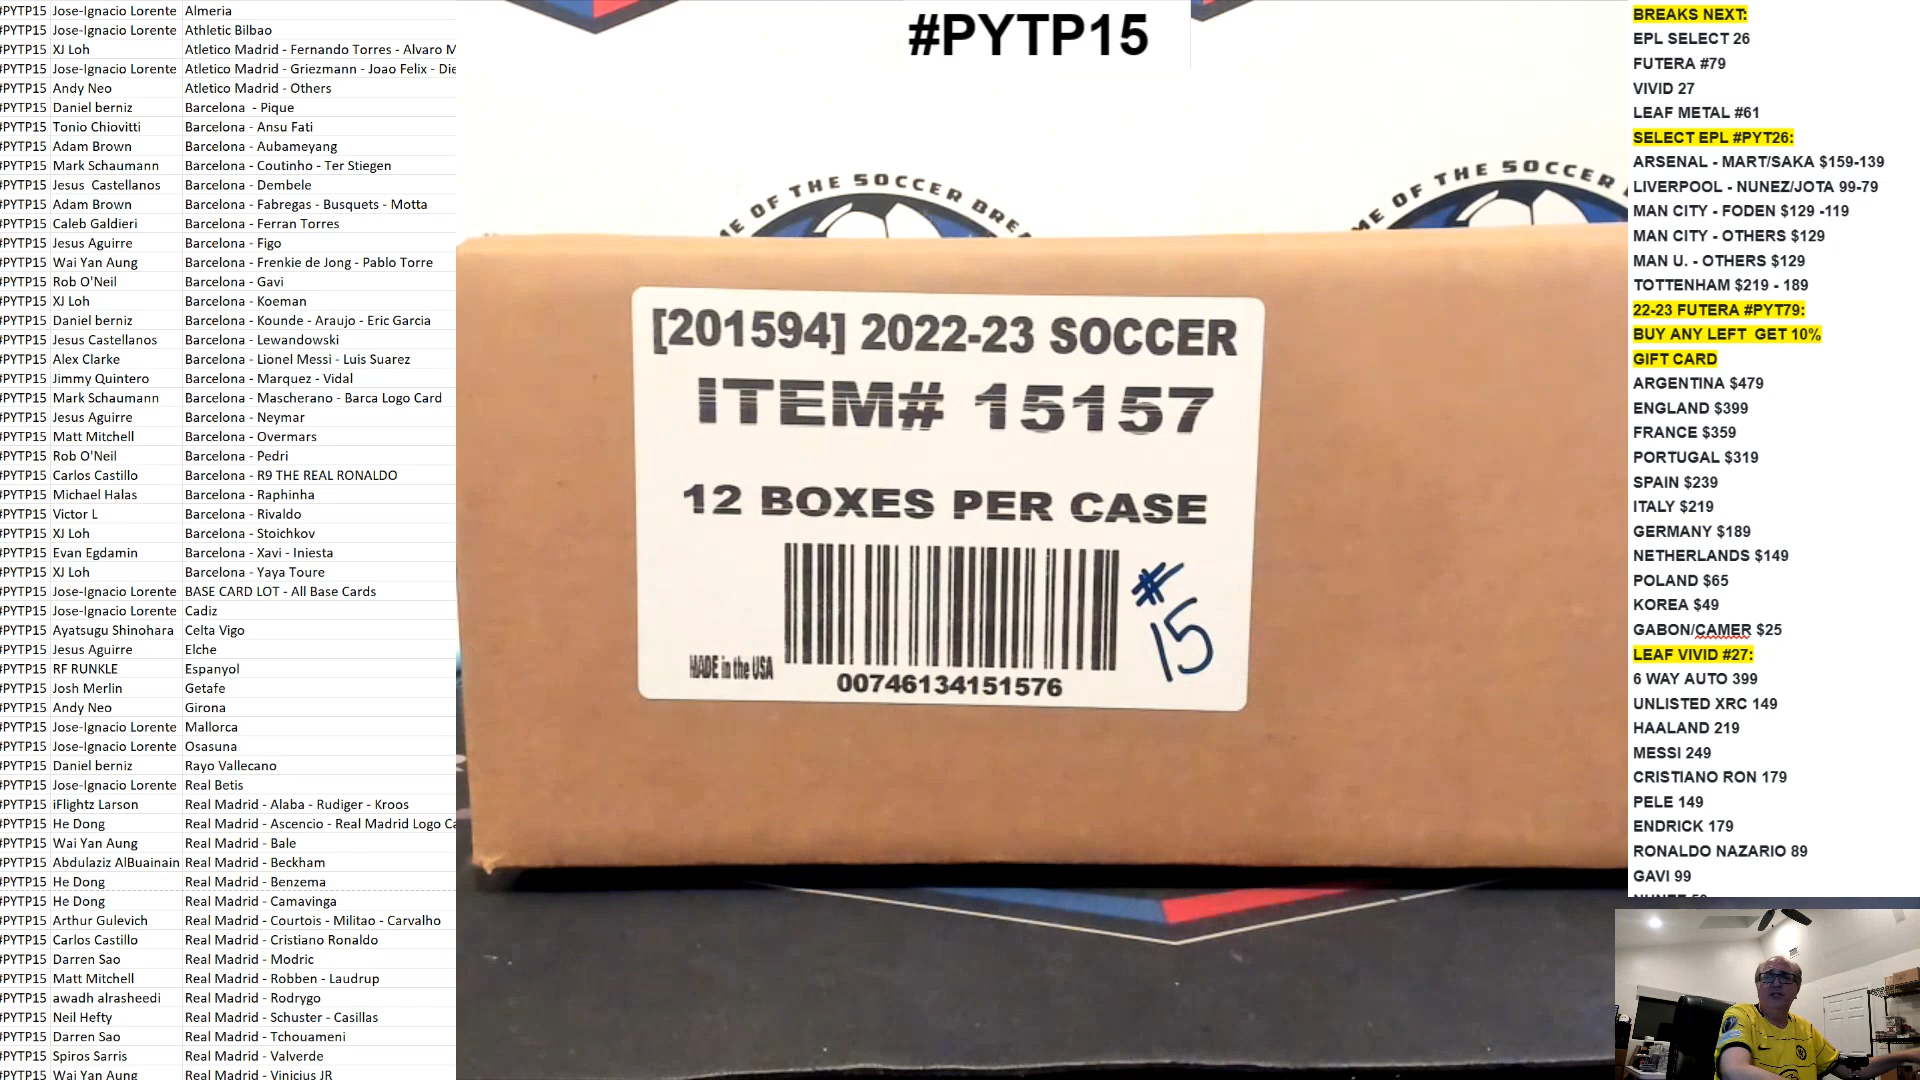 #PYTP15 Jose-Ignacio Lorente Almeria
#PYTP15 Jose-Ignacio Lorente Athletic Bilbao
#PYTP15 XJ Loh Atletico Madrid - Fernando Torres - Alvaro M
#PYTP15 Jose-Ignacio Lorente Atletico Madrid - Griezmann - Joao Felix - Die
#PYTP15 Andy Neo Atletico Madrid - Others
#PYTP15 Daniel berniz Barcelona - Pique
#PYTP15 Tonio Chiovitti Barcelona - Ansu Fati
#PYTP15 Adam Brown Barcelona - Aubameyang
#PYTP15 Mark Schaumann Barcelona - Coutinho - Ter Stiegen
#PYTP15 Jesus Castellanos Barcelona - Dembele
#PYTP15 Adam Brown Barcelona - Fabregas - Busquets - Motta
#PYTP15 Caleb Galdieri Barcelona - Ferran Torres
#PYTP15 Jesus Aguirre Barcelona - Figo
#PYTP15 Wai Yan Aung Barcelona - Frenkie de Jong - Pablo Torre
#PYTP15 Rob O'Neil Barcelona - Gavi
#PYTP15 XJ Loh Barcelona - Koeman
#PYTP15 Daniel berniz Barcelona - Kounde - Araujo - Eric Garcia
#PYTP15 Jesus Castellanos Barcelona - Lewandowski
#PYTP15 Alex Clarke Barcelona - Lionel Messi - Luis Suarez
#PYTP15 Jimmy Quintero Barcelona - Marquez - Vidal
#PYTP15 Mark Schaumann Barcelona - Mascherano - Barca Logo Card
#PYTP15 Jesus Aguirre Barcelona - Neymar
#PYTP15 Matt Mitchell Barcelona - Overmars
#PYTP15 Rob O'Neil Barcelona - Pedri
#PYTP15 Carlos Castillo Barcelona - R9 THE REAL RONALDO
#PYTP15 Michael Halas Barcelona - Raphinha
#PYTP15 Victor L Barcelona - Rivaldo
#PYTP15 XJ Loh Barcelona - Stoichkov
#PYTP15 Evan Egdamin Barcelona - Xavi - Iniesta
#PYTP15 XJ Loh Barcelona - Yaya Toure
#PYTP15 Jose-Ignacio Lorente BASE CARD LOT - All Base Cards
#PYTP15 Jose-Ignacio Lorente Cadiz
#PYTP15 Ayatsugu Shinohara Celta Vigo
#PYTP15 Jesus Aguirre Elche
#PYTP15 RF RUNKLE Espanyol
#PYTP15 Josh Merlin Getafe
#PYTP15 Andy Neo Girona
#PYTP15 Jose-Ignacio Lorente Mallorca
#PYTP15 Jose-Ignacio Lorente Osasuna
#PYTP15 Daniel berniz Rayo Vallecano
#PYTP15 Jose-Ignacio Lorente Real Betis
#PYTP15 iFlightz Larson Real Madrid - Alaba - Rudiger - Kroos
#PYTP15 He Dong Real Madrid - Ascencio - Real Madrid Logo Ca
#PYTP15 Wai Yan Aung Real Madrid - Bale
#PYTP15 Abdulaziz AlBuainain Real Madrid - Beckham
#PYTP15 He Dong Real Madrid - Benzema
#PYTP15 He Dong Real Madrid - Camavinga
#PYTP15 Arthur Gulevich Real Madrid - Courtois - Militao - Carvalho
#PYTP15 Carlos Castillo Real Madrid - Cristiano Ronaldo
#PYTP15 Darren Sao Real Madrid - Modric
#PYTP15 Matt Mitchell Real Madrid - Robben - Laudrup
#PYTP15 awadh alrasheedi Real Madrid - Rodrygo
#PYTP15 Neil Hefty Real Madrid - Schuster - Casillas
#PYTP15 Darren Sao Real Madrid - Tchouameni
#PYTP15 Spiros Sarris Real Madrid - Valverde
#PYTP15 Wai Yan Aung Real Madrid - Vinicius JR
#PYTP15
ME OF THE SOCCER BRE
ME OF THE SOCCER
[201594] 2022-23 SOCCER
ITEM# 15157
12 BOXES PER CASE
#15
MADE in the USA
00746134151576
BREAKS NEXT:
EPL SELECT 26
FUTERA #79
VIVID 27
LEAF METAL #61
SELECT EPL #PYT26:
ARSENAL - MART/SAKA $159-139
LIVERPOOL - NUNEZ/JOTA 99-79
MAN CITY - FODEN $129 -119
MAN CITY - OTHERS $129
MAN U. - OTHERS $129
TOTTENHAM $219 - 189
22-23 FUTERA #PYT79:
BUY ANY LEFT GET 10%
GIFT CARD
ARGENTINA $479
ENGLAND $399
FRANCE $359
PORTUGAL $319
SPAIN $239
ITALY $219
GERMANY $189
NETHERLANDS $149
POLAND $65
KOREA $49
GABON/CAMER $25
LEAF VIVID #27:
6 WAY AUTO 399
UNLISTED XRC 149
HAALAND 219
MESSI 249
CRISTIANO RON 179
PELE 149
ENDRICK 179
RONALDO NAZARIO 89
GAVI 99